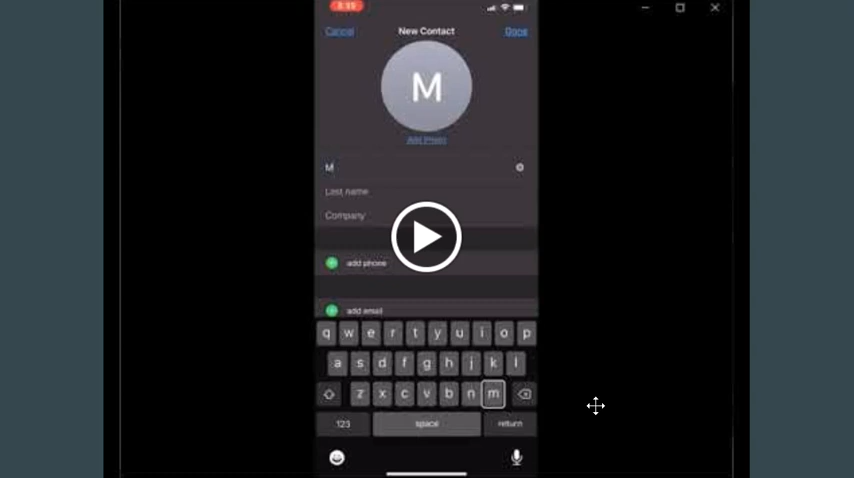 Cancel New Contact Done
M
Add Photo
M
Last name
Company
add phone
add email
q w e r t y u i o p
a s d f g h j k l
z x c v b n m
123 space return